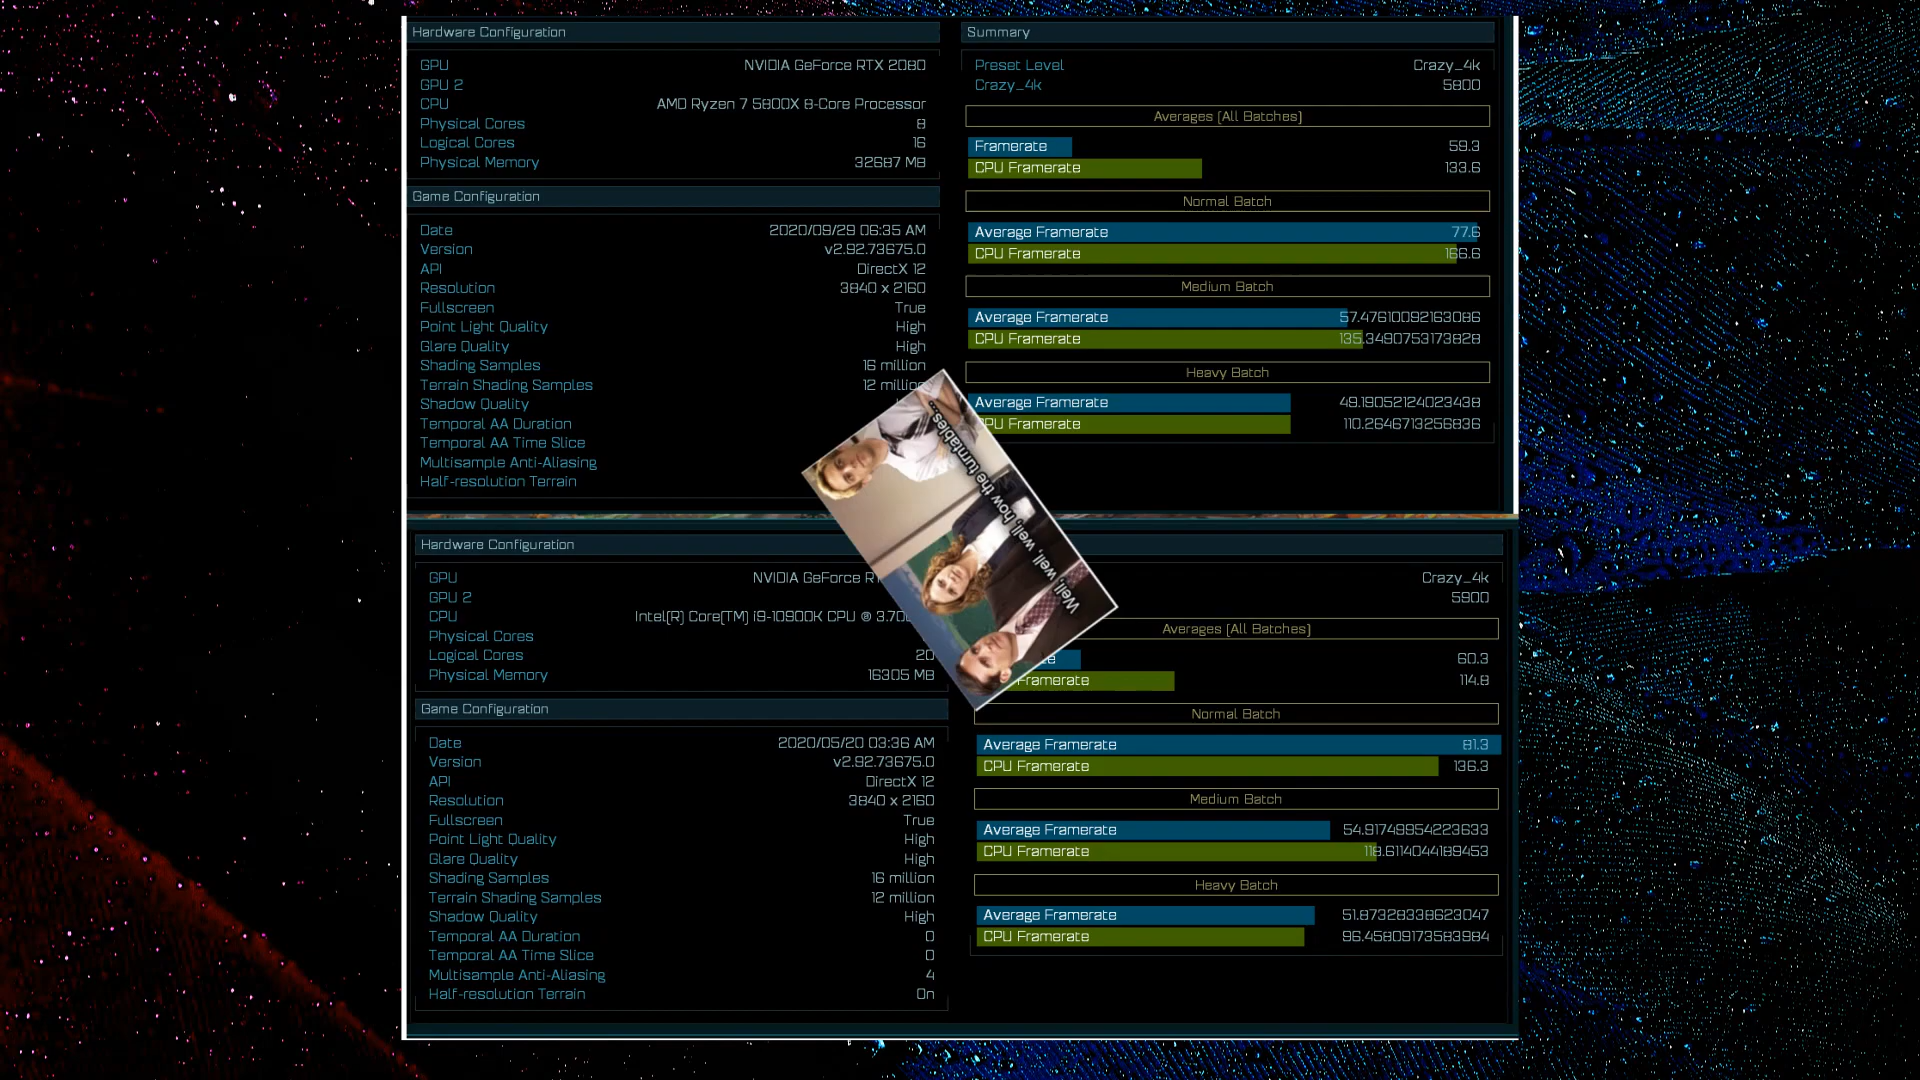 Hardware Configuration
GPU NVIDIA GeForce RTX 2080
GPU 2
CPU AMD Ryzen 7 5800X 8-Core Processor
Physical Cores 8
Logical Cores 16
Physical Memory 32687 MB
Game Configuration
Date 2020/09/29 06:35 AM
Version v2.92.73675.0
API DirectX 12
Resolution 3840 x 2160
Fullscreen True
Point Light Quality High
Glare Quality High
Shading Samples 16 million
Terrain Shading Samples 12 million
Shadow Quality
Temporal AA Duration
Temporal AA Time Slice
Multisample Anti-Aliasing
Half-resolution Terrain
Summary
Preset Level Crazy_4k
Crazy_4k 5800
Averages [All Batches]
Framerate 59.3
CPU Framerate 133.6
Normal Batch
Average Framerate 77.6
CPU Framerate 166.6
Medium Batch
Average Framerate 57.47610092163086
CPU Framerate 135.3490753173828
Heavy Batch
Average Framerate 49.19052124023438
CPU Framerate 110.2646713256836
Well, well, well, how the turntables...
Hardware Configuration
GPU NVIDIA GeForce
GPU 2
CPU Intel(R) Core(TM) i9-10900K CPU @
Physical Cores
Logical Cores 20
Physical Memory 16305 MB
Game Configuration
Date 2020/05/20 03:36 AM
Version v2.92.73675.0
API DirectX 12
Resolution 3840 x 2160
Fullscreen True
Point Light Quality High
Glare Quality High
Shading Samples 16 million
Terrain Shading Samples 12 million
Shadow Quality High
Temporal AA Duration 0
Temporal AA Time Slice 0
Multisample Anti-Aliasing 4
Half-resolution Terrain On
Crazy_4k
5900
Averages [All Batches]
60.3
Framerate 114.8
Normal Batch
Average Framerate 81.3
CPU Framerate 136.3
Medium Batch
Average Framerate 54.91749954223633
CPU Framerate 118.6114044189453
Heavy Batch
Average Framerate 51.87328338623047
CPU Framerate 96.45809173583984